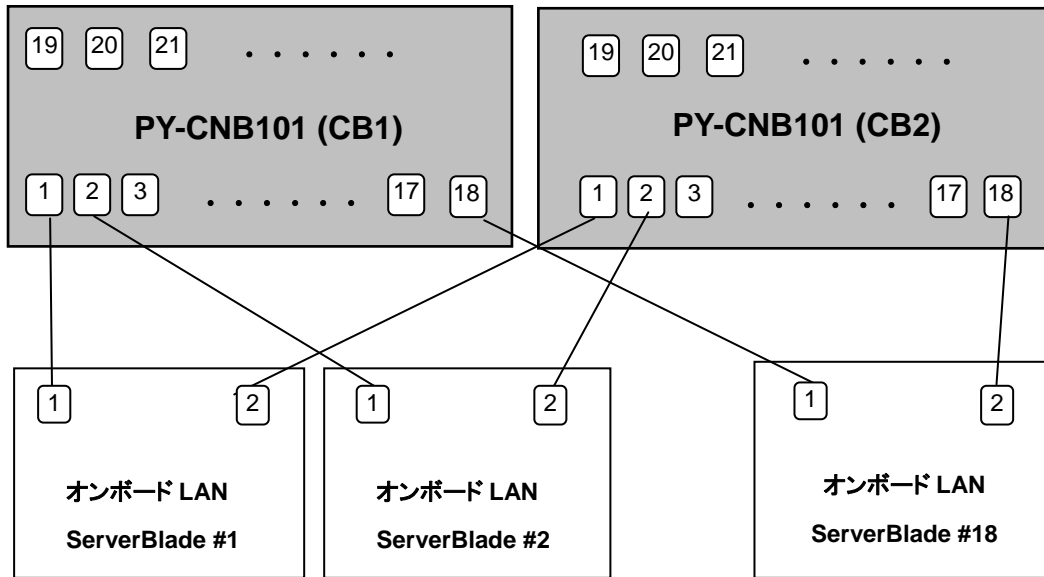 19 20 21 ・・・・・・
19 20 21 ・・・・・・
PY-CNB101 (CB1)
PY-CNB101 (CB2)
1 2 3 ・・・・・・ 17 18
1 2 3 ・・・・・・ 17 18
1 2
1 2
1 2
オンボード LAN
ServerBlade #1
オンボード LAN
ServerBlade #2
オンボード LAN
ServerBlade #18